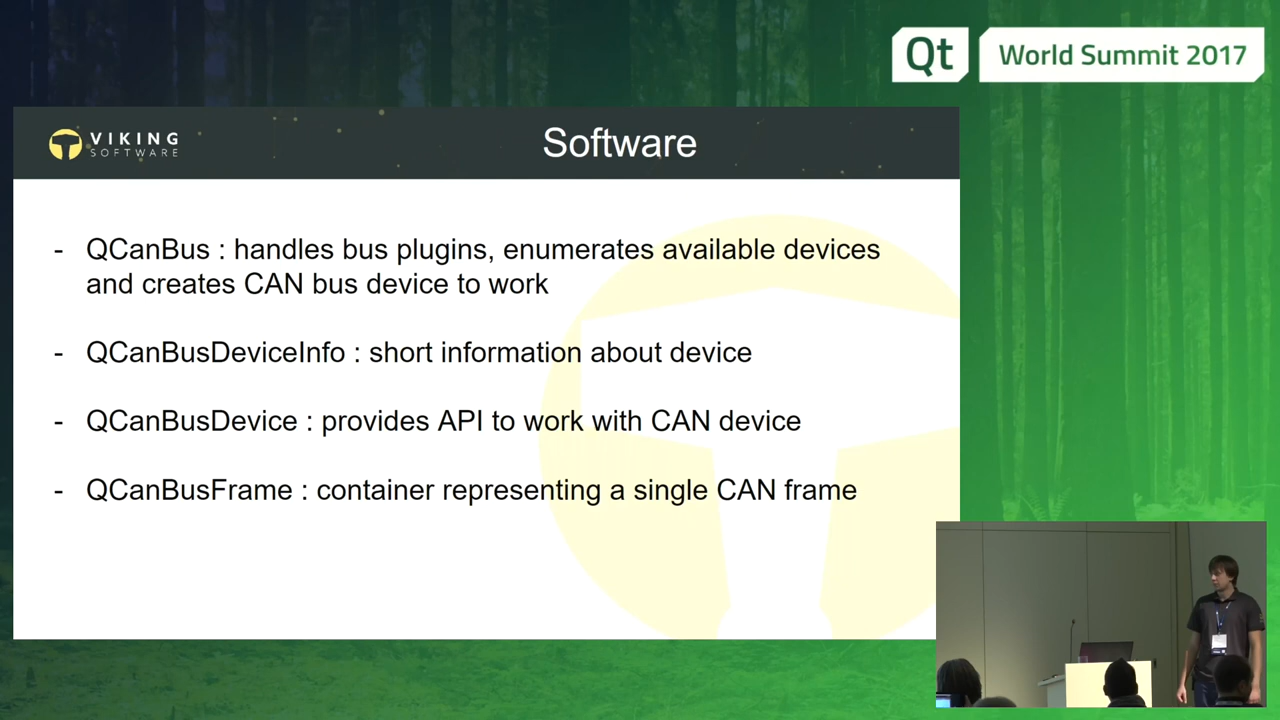 Qt
World Summit 2017
VIKING
SOFTWARE
Software
- QCanBus : handles bus plugins, enumerates available devices
and creates CAN bus device to work
- QCanBusDeviceInfo : short information about device
- QCanBusDevice : provides API to work with CAN device
- QCanBusFrame : container representing a single CAN frame